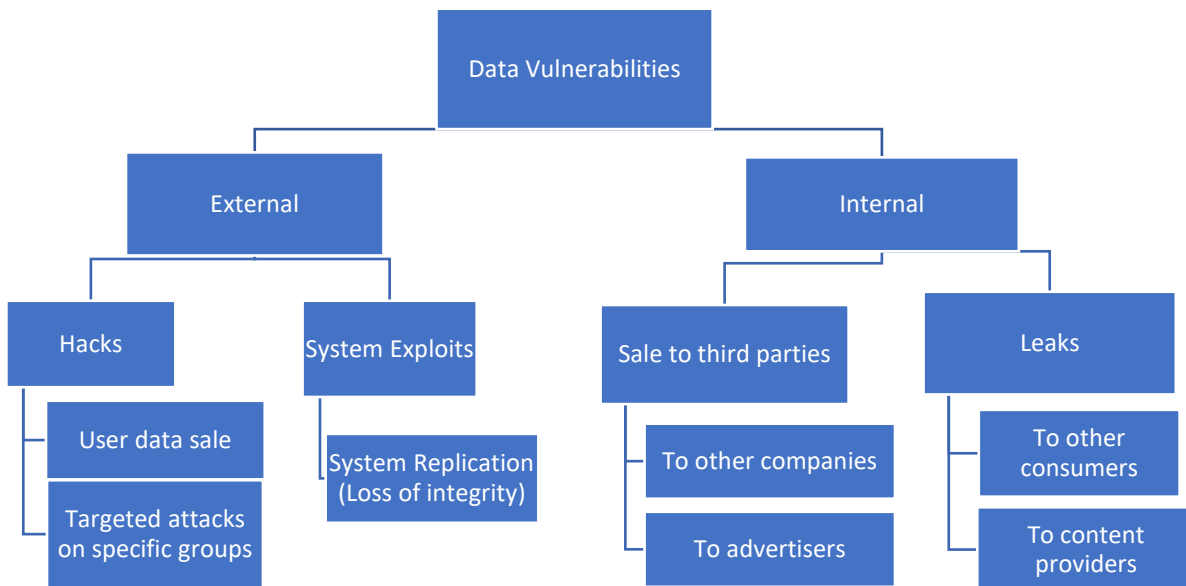 Data Vulnerabilities
External
Internal
Hacks
System Exploits
Sale to third parties
Leaks
User data sale
Targeted attacks
on specific groups
System Replication
(Loss of integrity)
To other companies
To advertisers
To other
consumers
To content
providers